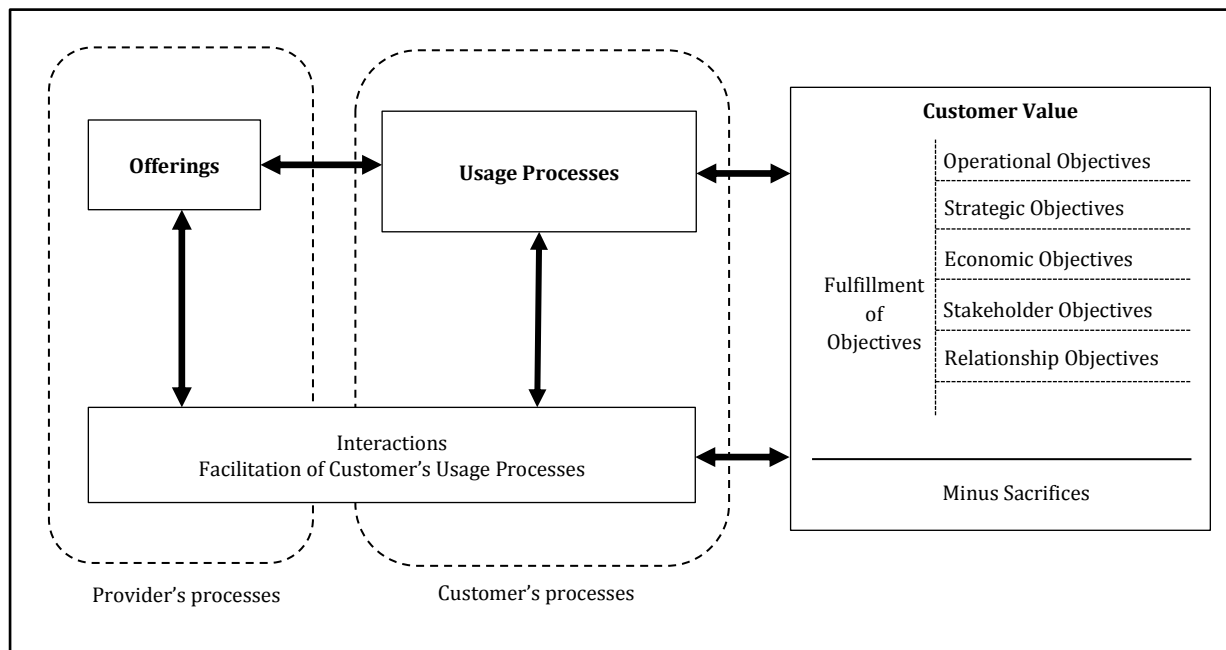 Offerings
Usage Processes
Interactions
Facilitation of Customer’s Usage Processes
Provider’s processes
Customer’s processes
Customer Value
Fulfillment
of
Objectives
Operational Objectives
Strategic Objectives
Economic Objectives
Stakeholder Objectives
Relationship Objectives
Minus Sacrifices